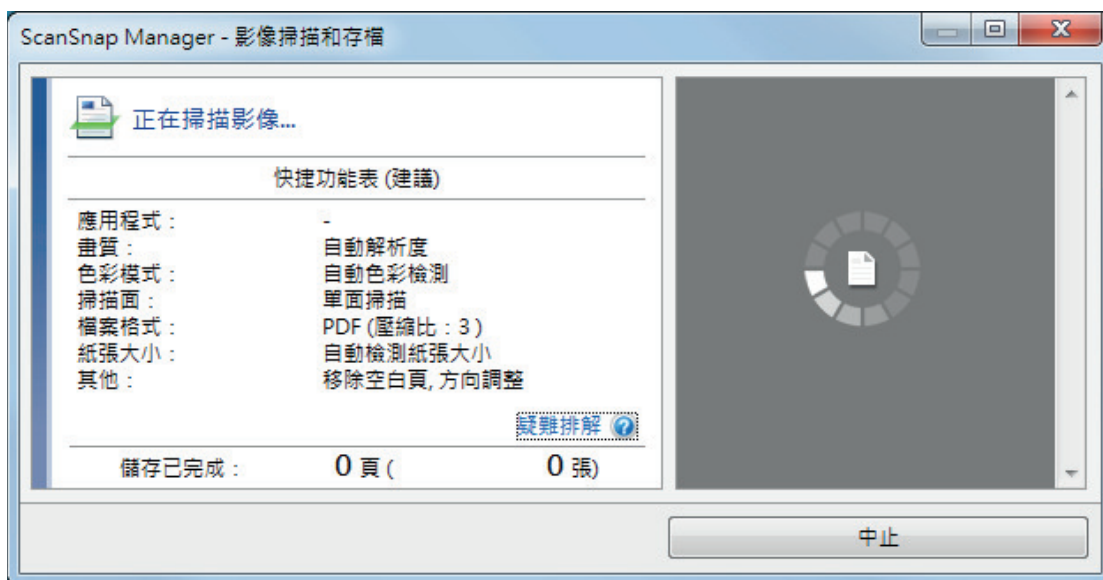 ScanSnap Manager - 影像掃描和存檔
正在掃描影像...
快捷功能表 (建議)
應用程式： -
畫質： 自動解析度
色彩模式： 自動色彩檢測
掃描面： 單面掃描
檔案格式： PDF (壓縮比：3)
紙張大小： 自動檢測紙張大小
其他： 移除空白頁, 方向調整
疑難排解
儲存已完成： 0 頁 ( 0 張)
中止